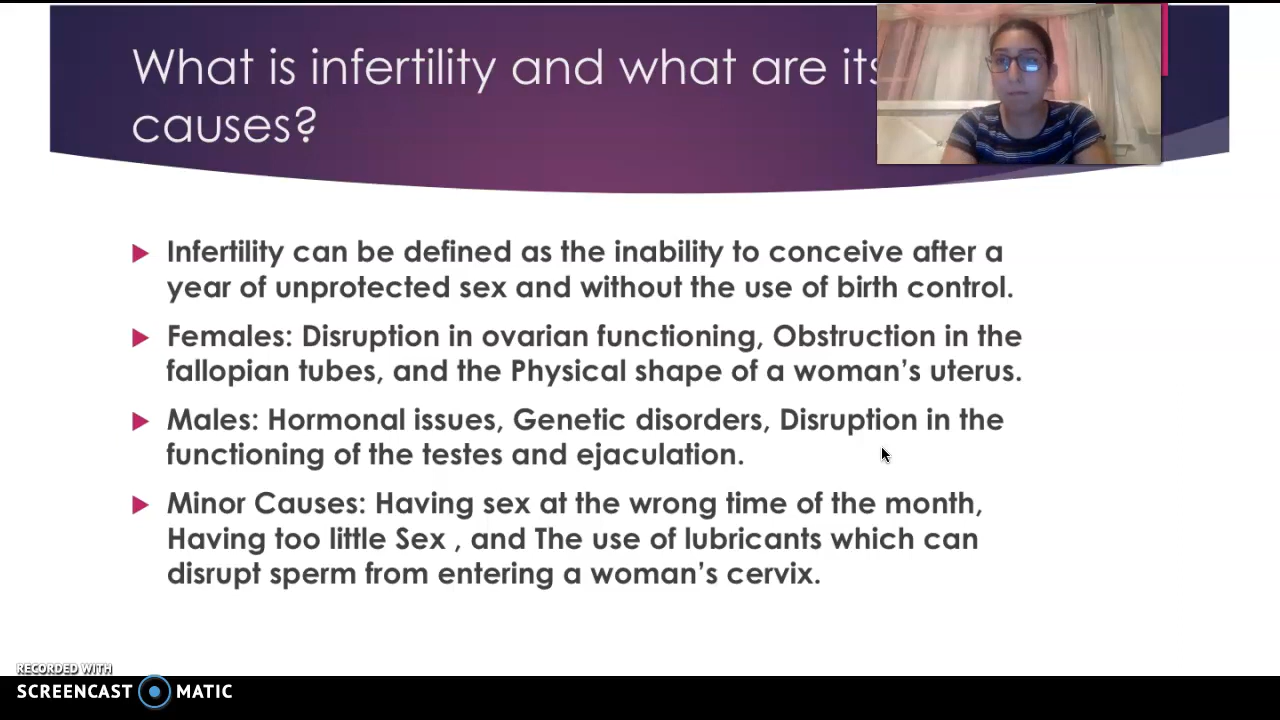 What is infertility and what are its
causes?
Infertility can be defined as the inability to conceive after a
year of unprotected sex and without the use of birth control.
Females: Disruption in ovarian functioning, Obstruction in the
fallopian tubes, and the Physical shape of a woman’s uterus.
Males: Hormonal issues, Genetic disorders, Disruption in the
functioning of the testes and ejaculation.
Minor Causes: Having sex at the wrong time of the month,
Having too little Sex , and The use of lubricants which can
disrupt sperm from entering a woman’s cervix.
RECORDED WITH
SCREENCAST MATIC